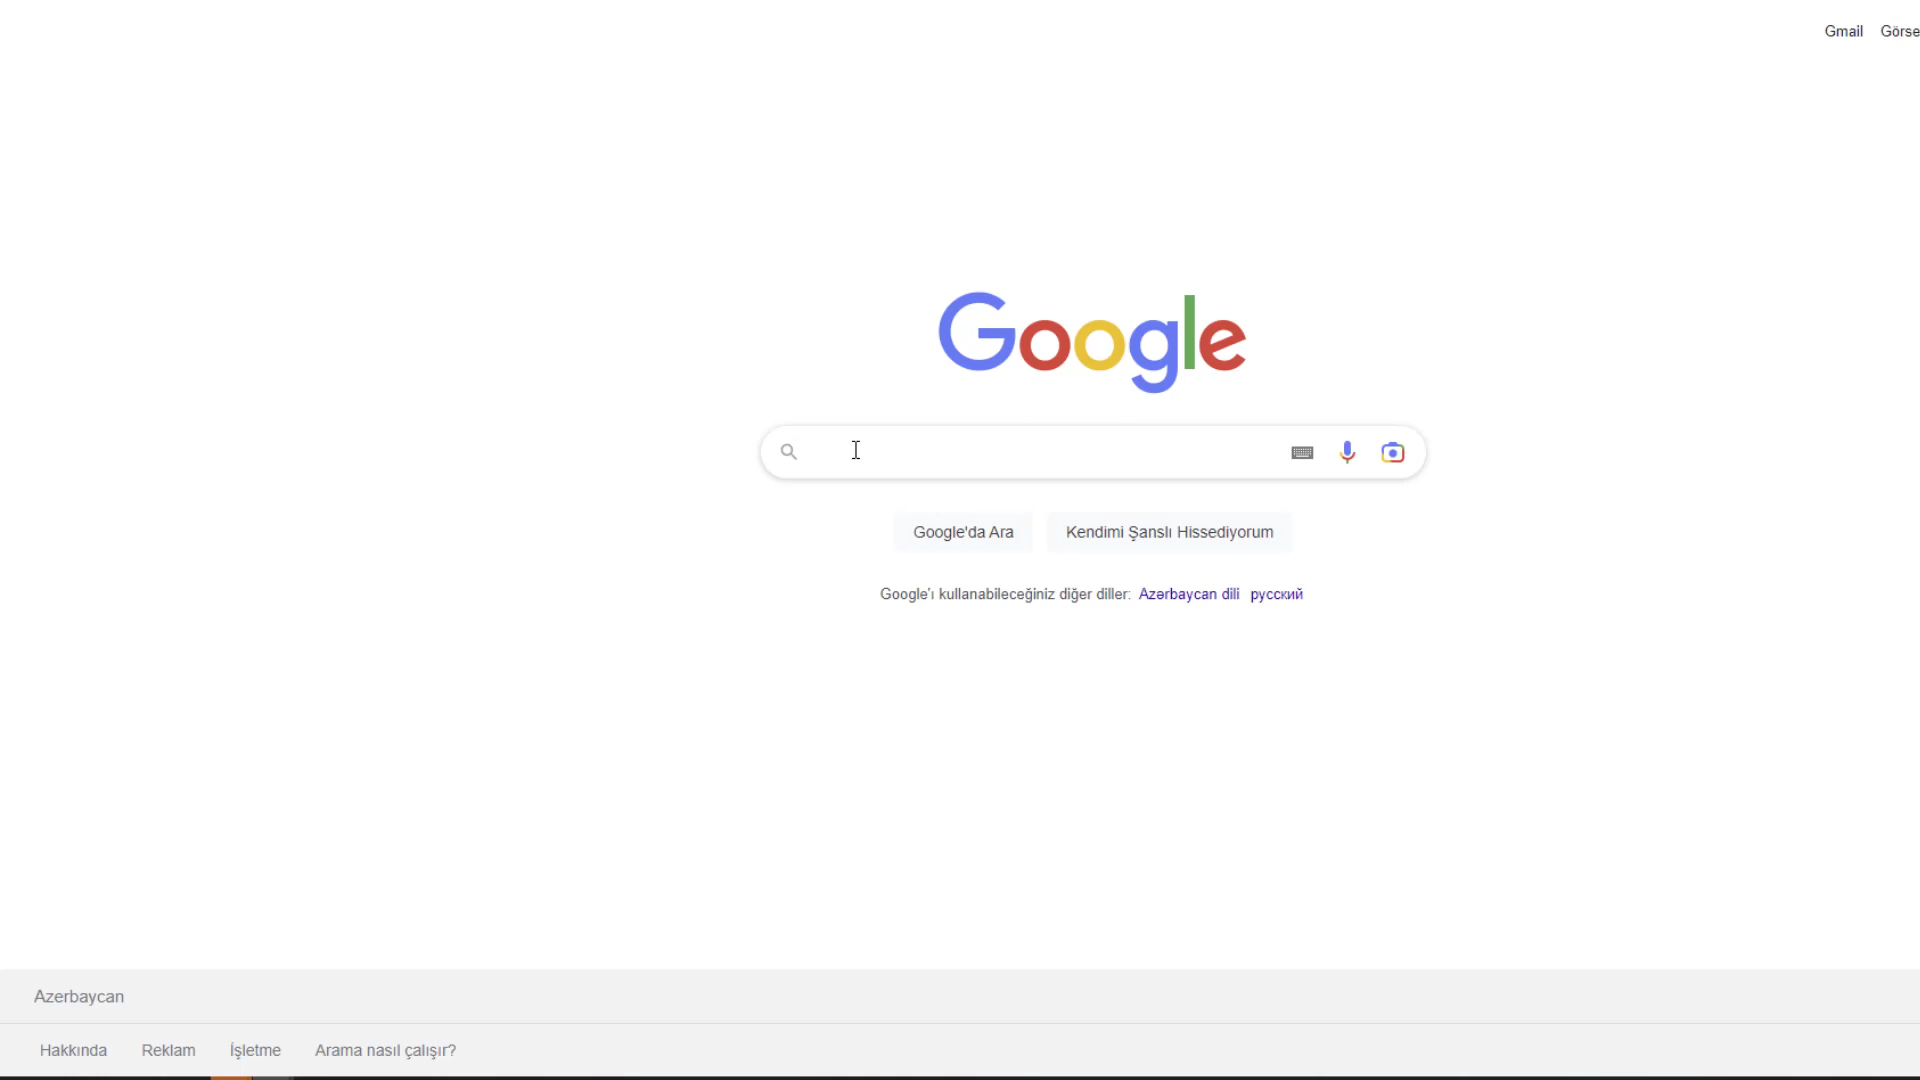 Gmail Görse
Google
Google'da Ara Kendimi Şanslı Hissediyorum
Google'ı kullanabileceğiniz diğer diller: Azərbaycan dili русский
Azerbaycan
Hakkında Reklam İşletme Arama nasıl çalışır?